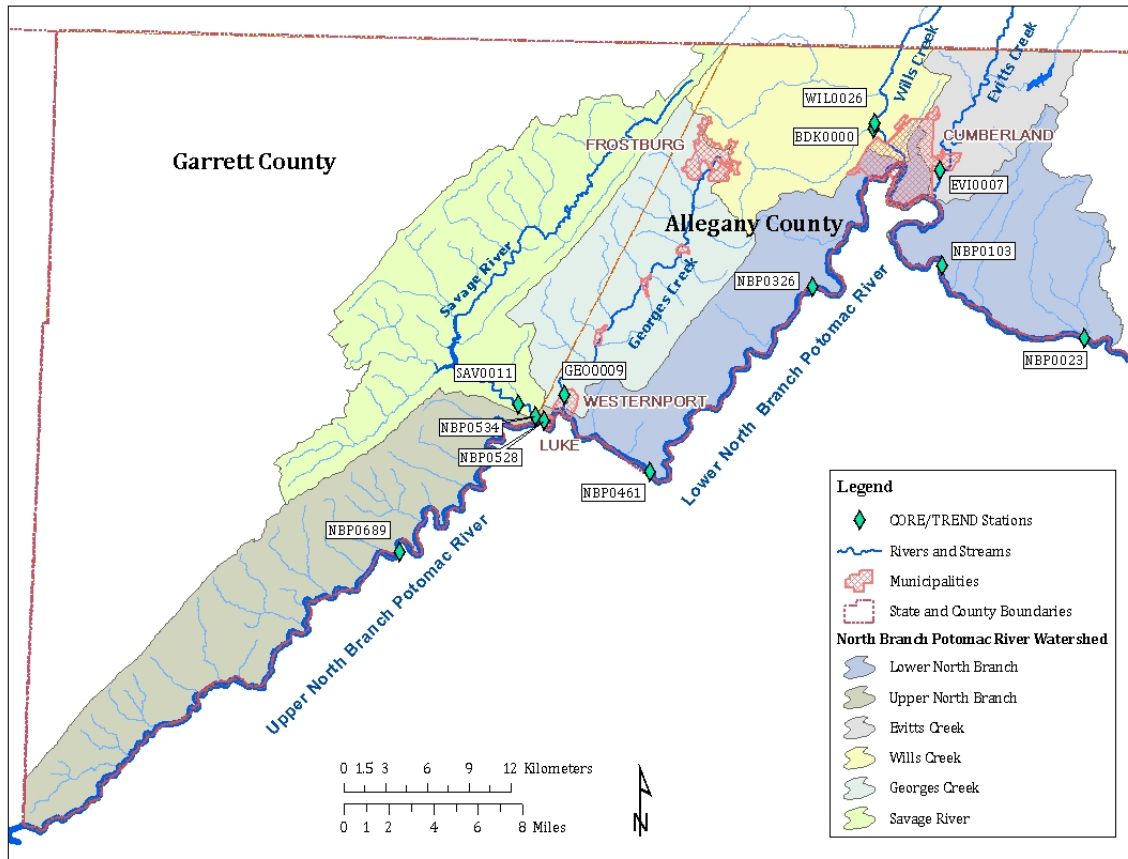 Wills Creek
Evitts Creek
WIL0026
BDK0000
CUMBERLAND
FROSTBURG
Garrett County
EVI0007
Allegany County
Savage River
NBP0103
NBP0326
Georges Creek
NBP0023
SAV0011
GEO0009
WESTERNPORT
NBP0534
LUKE
NBP0528
Lower North Branch Potomac River
NBP0461
NBP0689
Upper North Branch Potomac River
Legend
CORE/TREND Stations
Rivers and Streams
Municipalities
State and County Boundaries
North Branch Potomac River Watershed
Lower North Branch
Upper North Branch
Evitts Creek
Wills Creek
Georges Creek
Savage River
0 1.5 3 6 9 12 Kilometers
0 1 2 4 6 8 Miles
N